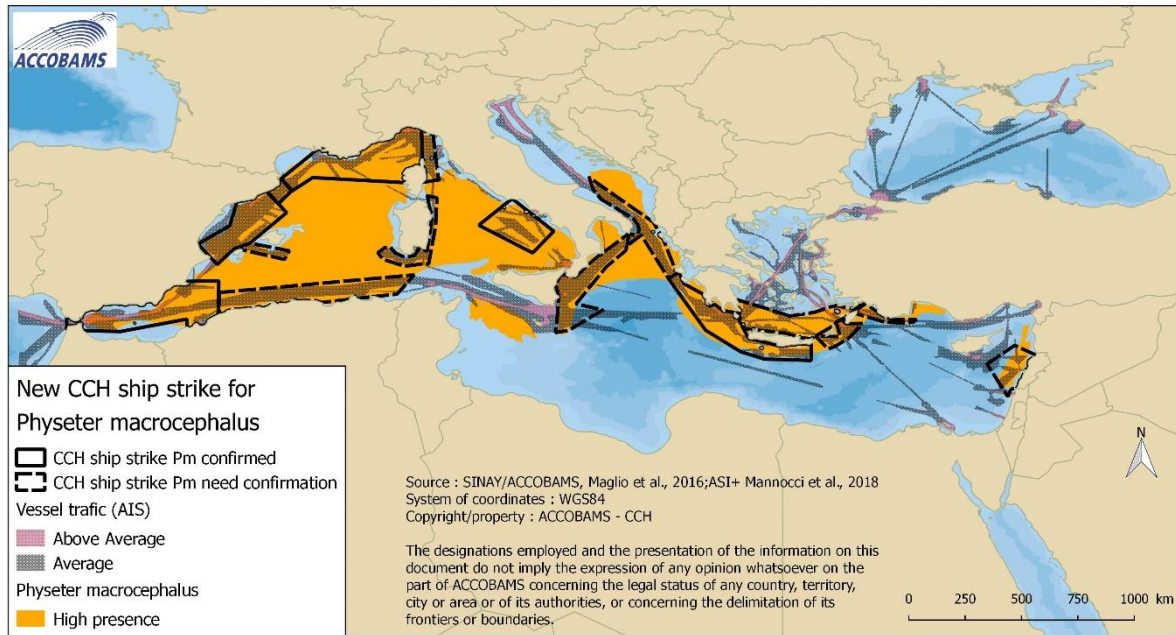 ACCOBAMS
New CCH ship strike for
Physeter macrocephalus
CCH ship strike Pm confirmed
CCH ship strike Pm need confirmation
Vessel trafic (AIS)
Above Average
Average
Physeter macrocephalus
High presence
Source : SINAY/ACCOBAMS, Maglio et al., 2016;ASI+ Mannocci et al., 2018
System of coordinates : WGS84
Copyright/property : ACCOBAMS - CCH
The designations employed and the presentation of the information on this
document do not imply the expression of any opinion whatsoever on the
part of ACCOBAMS concerning the legal status of any country, territory,
city or area or of its authorities, or concerning the delimitation of its
frontiers or boundaries.
N
0 250 500 750 1000 km